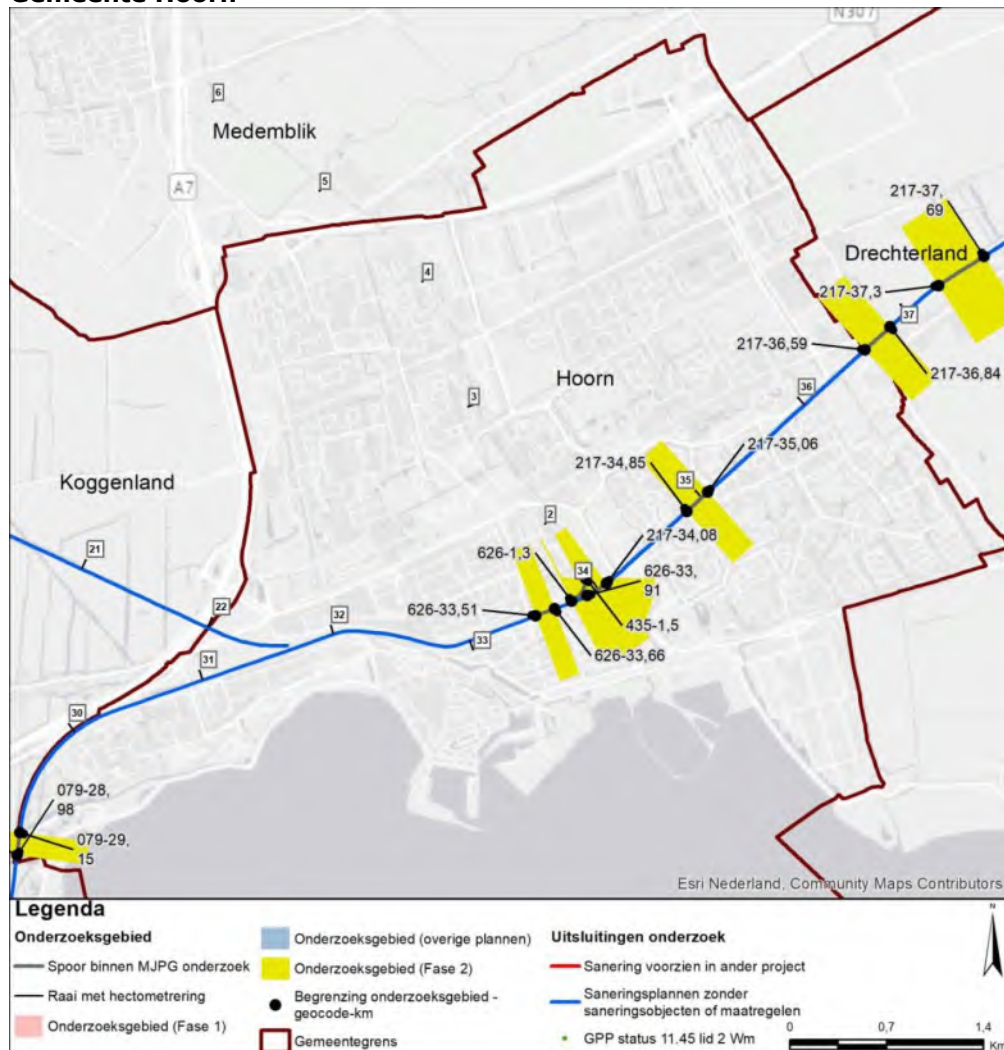 Gemeente Hoorn
N307
6
Medemblik
5
A7
217-37,
69
4
Drechterland
217-37,3
37
217-36,59
Hoorn
36
217-36,84
3
217-35,06
Koggenland
217-34,85
35
2
21
217-34,08
626-1,3
34
626-33,
91
22
32
626-33,51
435-1,5
33
626-33,66
31
30
079-28,
98
079-29,
15
Esri Nederland, Community Maps Contributors
Legenda
Onderzoeksgebied
Spoor binnen MJPG onderzoek
Raai met hectometrering
Onderzoeksgebied (Fase 1)
Onderzoeksgebied (overige plannen)
Onderzoeksgebied (Fase 2)
Begrenzing onderzoeksgebied -
geocode-km
Gemeentegrens
Uitsluitingen onderzoek
Sanering voorzien in ander project
Saneringsplannen zonder
saneringsobjecten of maatregelen
GPP status 11.45 lid 2 Wm
N
0 0,7 1,4
Km